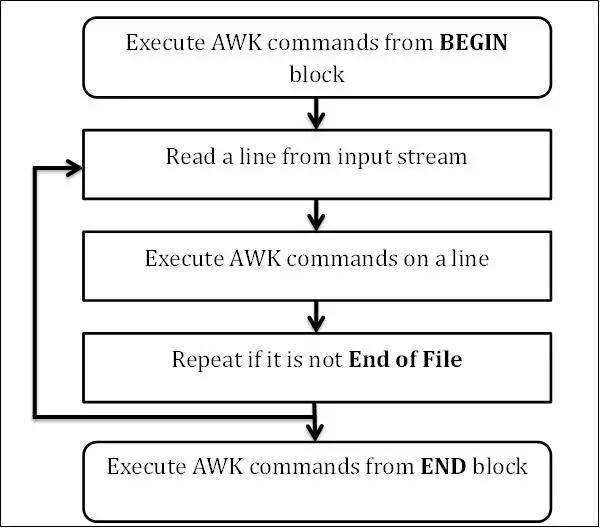 Execute AWK commands from BEGIN
block
Read a line from input stream
Execute AWK commands on a line
Repeat if it is not End of File
Execute AWK commands from END block